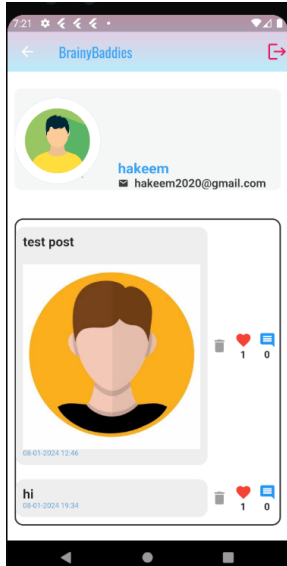 7:21
BrainyBaddies
hakeem
hakeem2020@gmail.com
test post
1 0
08-01-2024 12:46
hi
08-01-2024 19:34
1 0